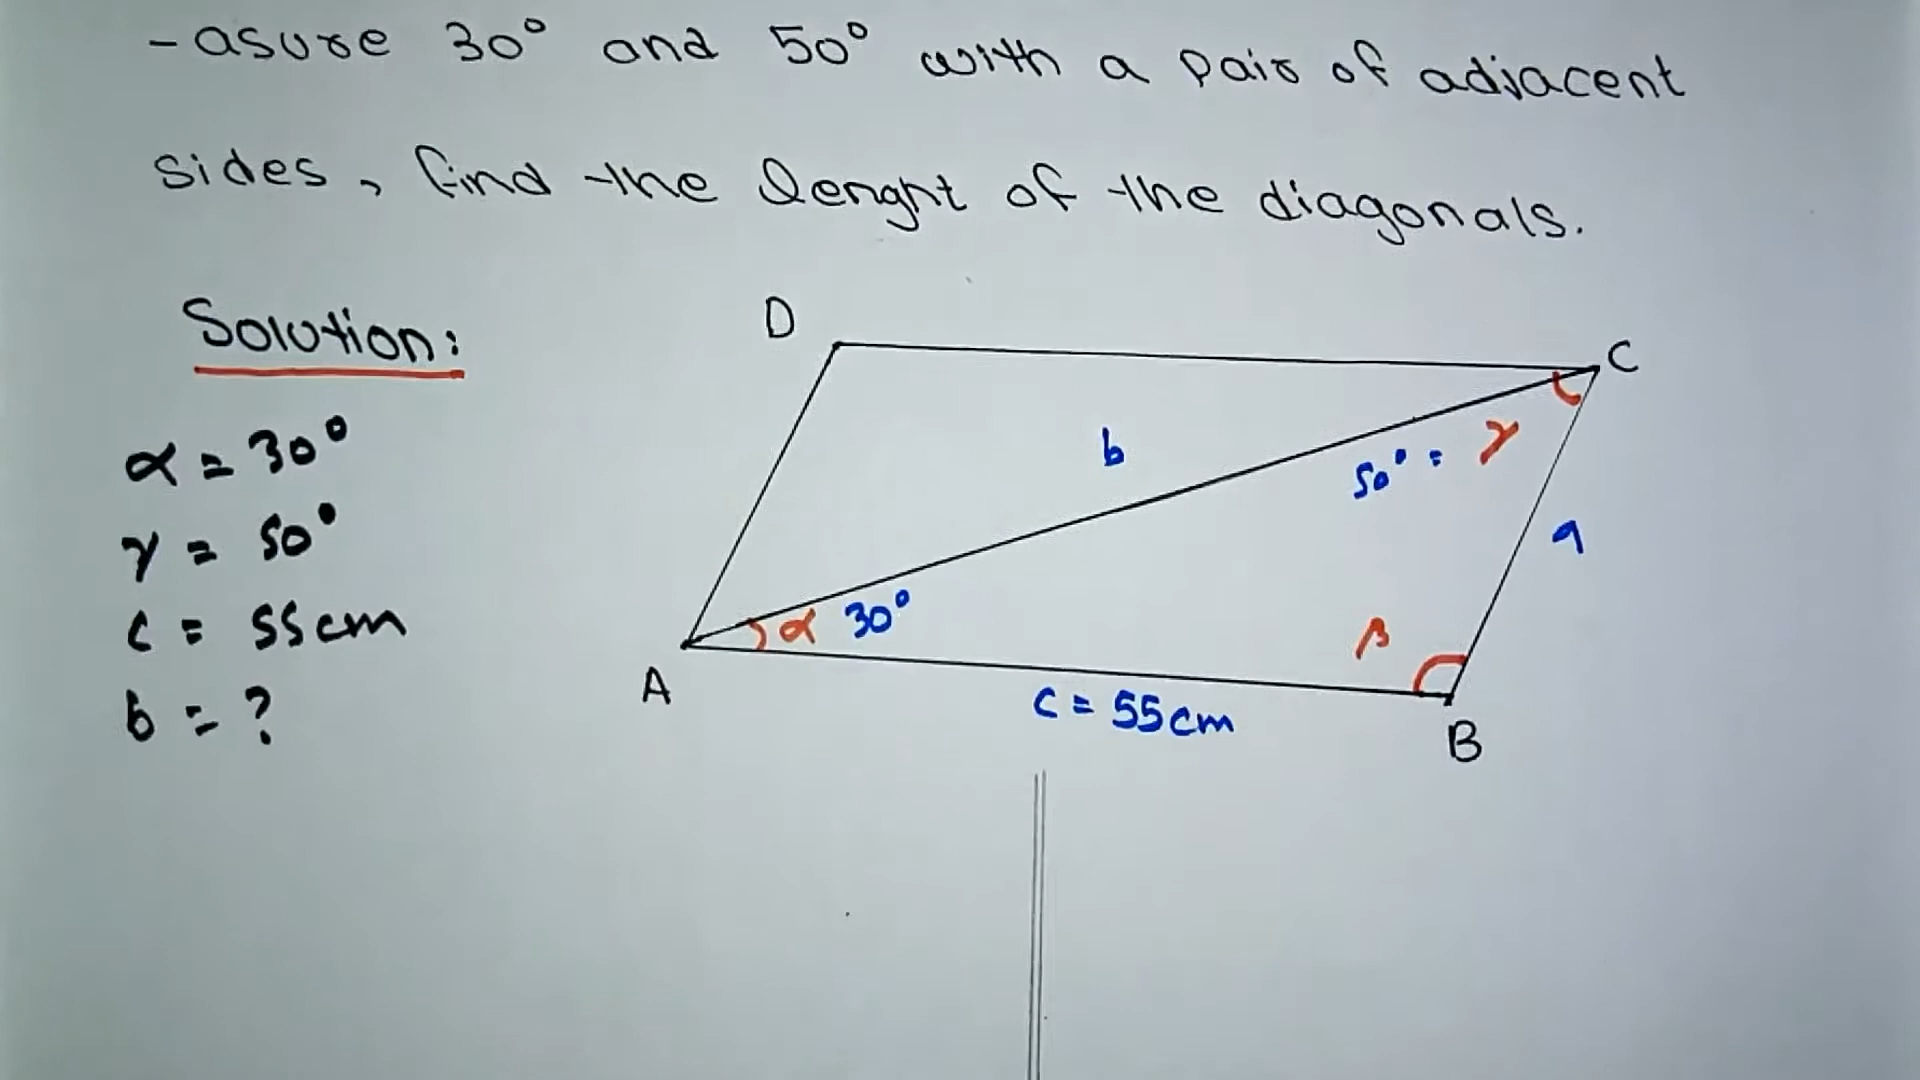 -asure 30° and 50° with a pair of adjacent
sides, find the lenght of the diagonals.
Solution:
α = 30°
γ = 50°
c = 55cm
b = ?
D
C
b
50° = γ
a
α 30°
β
A
c = 55cm
B